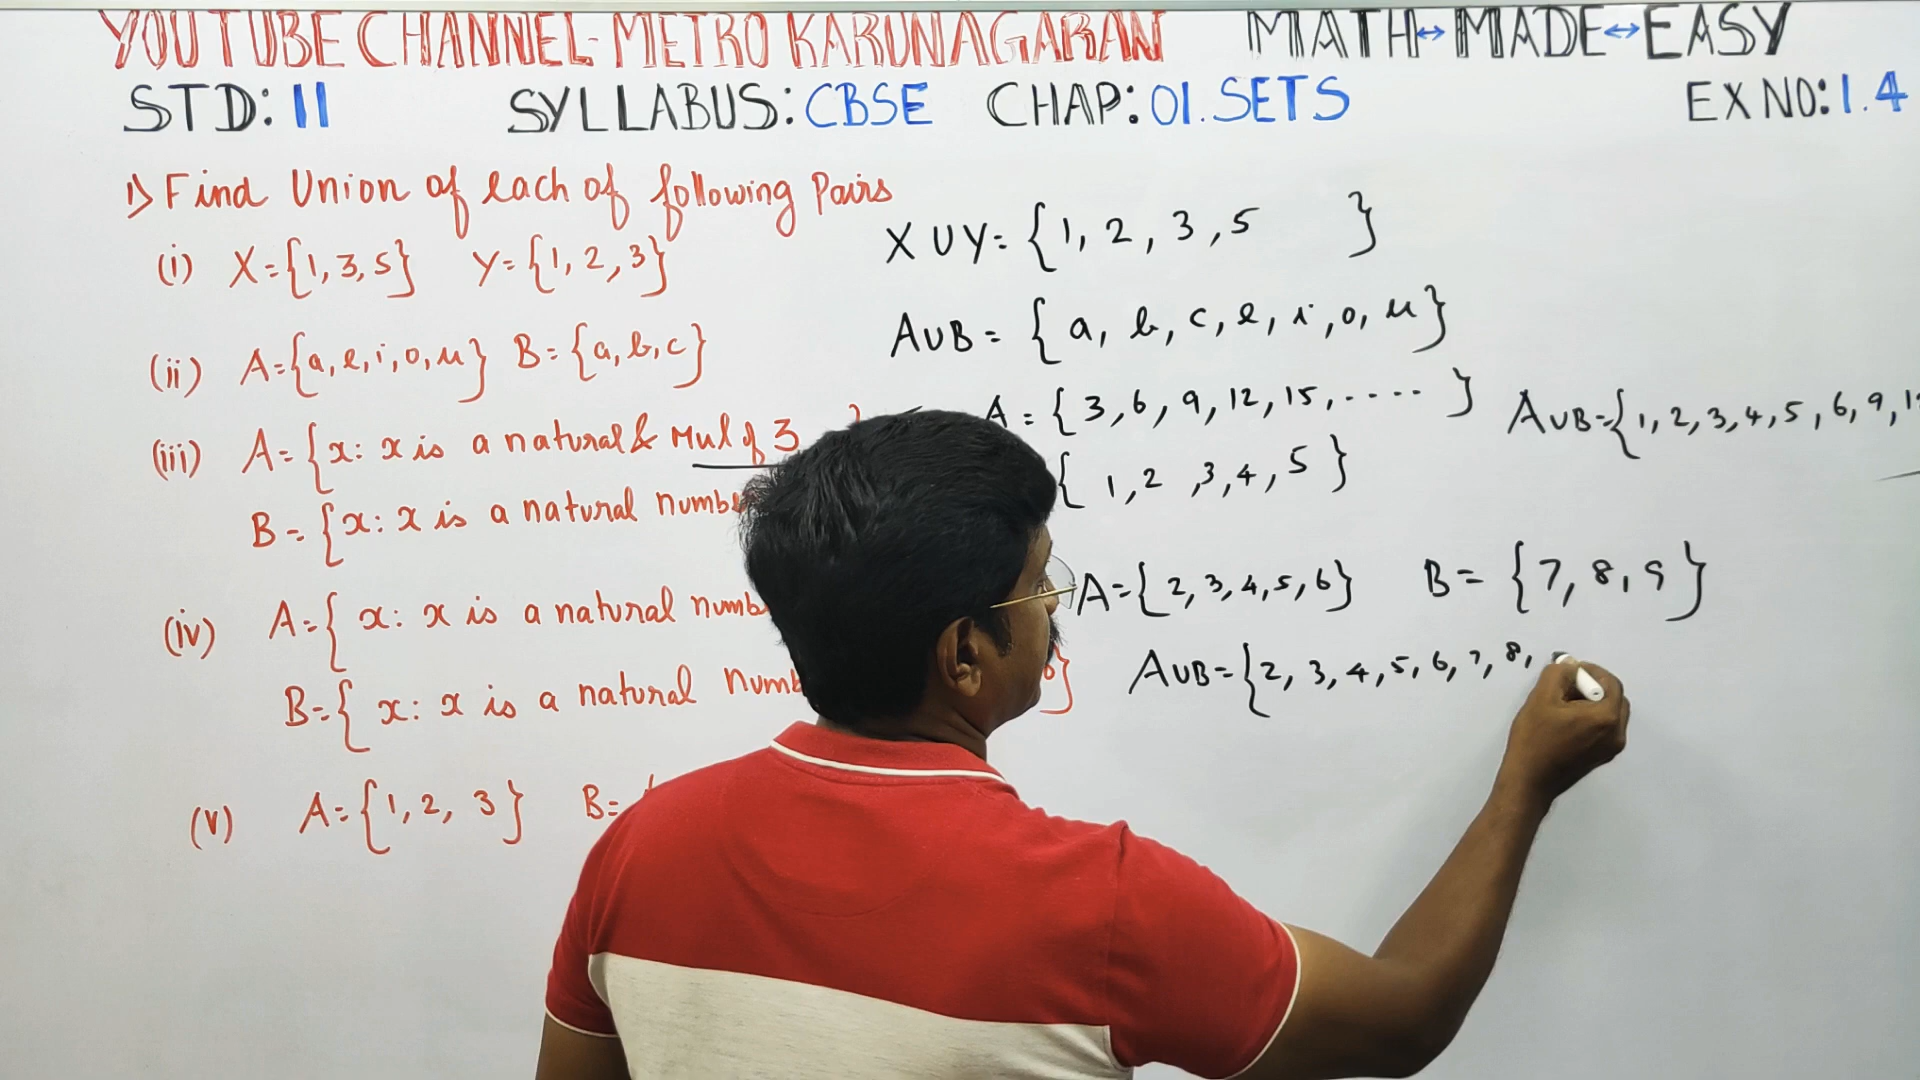 YOUTUBE CHANNEL-METRO KARUNAGARAN MATH↔MADE↔EASY
STD: 11 SYLLABUS: CBSE CHAP: 01. SETS EX NO: 1.4
1) Find Union of each of following Pairs
(i) X={1,3,5} Y={1,2,3}
(ii) A={a,e,i,o,u} B={a,b,c}
(iii) A={x: x is a natural & Mul of 3
B={x: x is a natural
(iv) A={x: x is a natural
B={x: x is a natural
(v) A={1,2,3} B=
X∪Y={1,2,3,5 }
A∪B={a,b,c,e,i,o,u}
A={3,6,9,12,15,.....}
{1,2,3,4,5}
A∪B={1,2,3,4,5,6,9,
A={2,3,4,5,6} B={7,8,9}
A∪B={2,3,4,5,6,7,8,